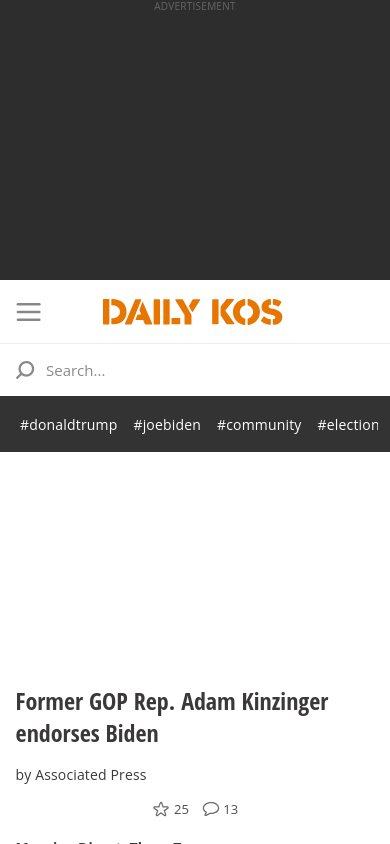 ADVERTISEMENT
DAILY KOS
Search...
#donaldtrump #joebiden #community #election
Former GOP Rep. Adam Kinzinger
endorses Biden
by Associated Press
25 13